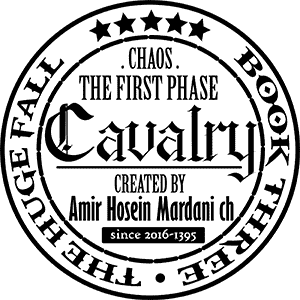 . CHAOS .
THE FIRST PHASE
Cavalry
CREATED BY
Amir Hosein Mardani ch
since 2016-1395
BOOK THREE • THE HUGE FALL